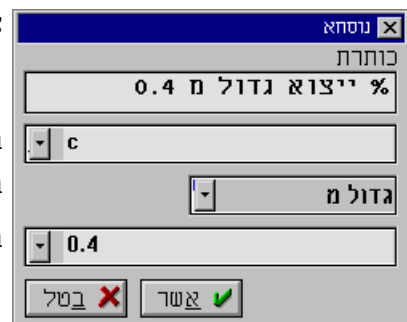 נוסחא
כותרת
% ייצוא גדול מ 0.4
c
גדול מ
0.4
אשר בטל